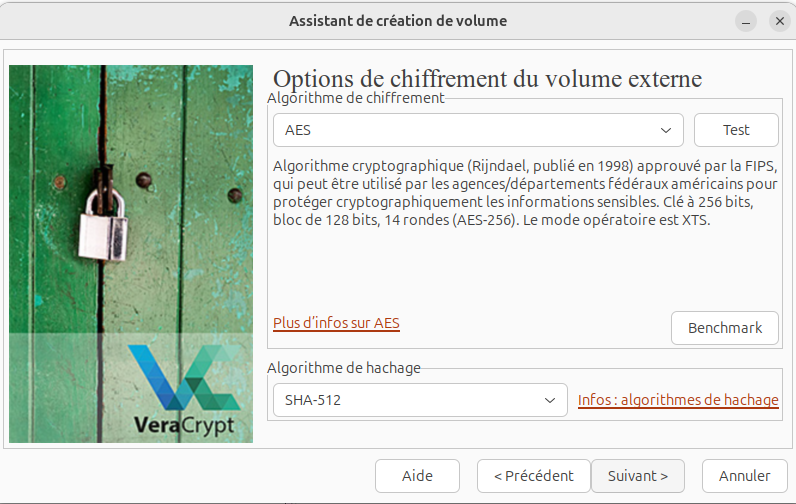 Assistant de création de volume
Options de chiffrement du volume externe
Algorithme de chiffrement
AES
Test
Algorithme cryptographique (Rijndael, publié en 1998) approuvé par la FIPS,
qui peut être utilisé par les agences/départements fédéraux américains pour
protéger cryptographiquement les informations sensibles. Clé à 256 bits,
bloc de 128 bits, 14 rondes (AES-256). Le mode opératoire est XTS.
Plus d’infos sur AES
Benchmark
Algorithme de hachage
SHA-512
Infos : algorithmes de hachage
VeraCrypt
Aide
< Précédent
Suivant >
Annuler